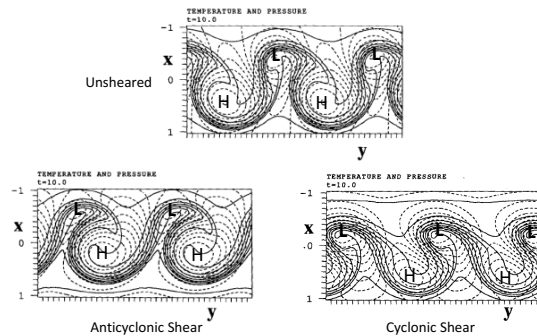 TEMPERATURE AND PRESSURE
t=10.0
-1
x
0
1
L
L
H
H
Unsheared
y
TEMPERATURE AND PRESSURE
t=10.0
-1
x
0
1
L
L
H
H
y
Anticyclonic Shear
TEMPERATURE AND PRESSURE
t=10.0
-1
x
.0
1
L
L
L
H
H
y
Cyclonic Shear